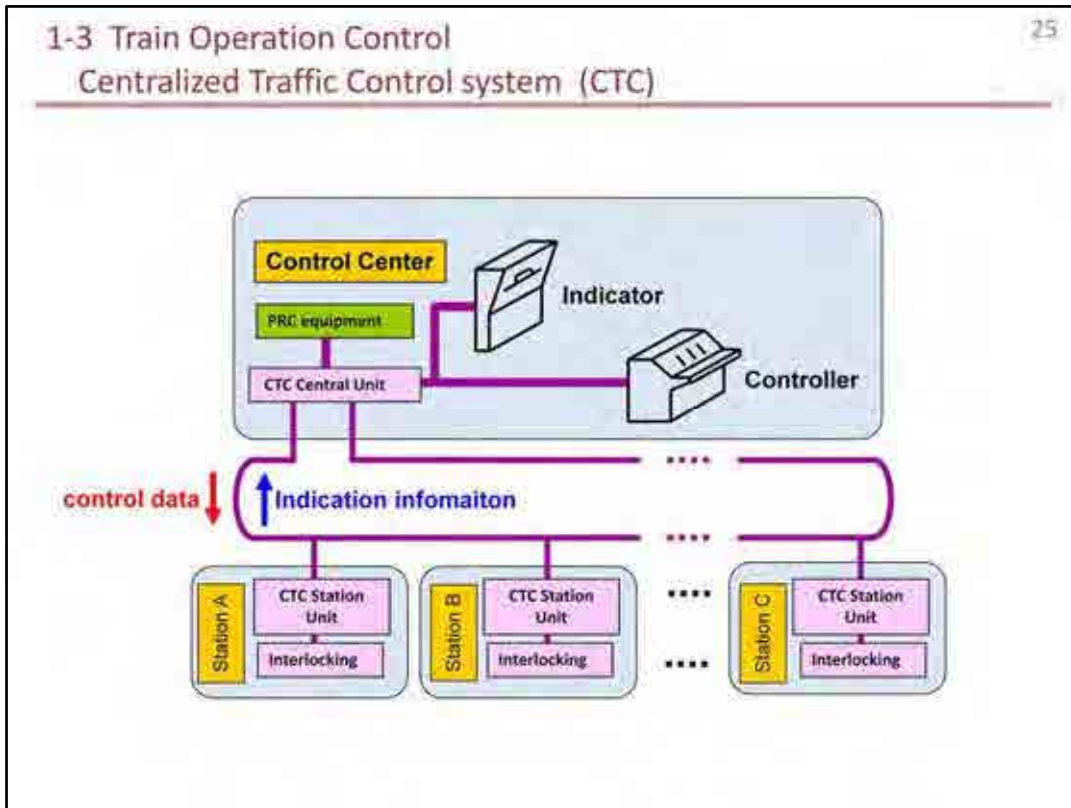 1-3 Train Operation Control
25
Centralized Traffic Control system (CTC)
Control Center
Indicator
PRC equipment
CTC Central Unit
Controller
....
control data
Indication infomaiton
....
Station A
CTC Station
Unit
Interlocking
Station B
CTC Station
Unit
Interlocking
....
....
Station C
CTC Station
Unit
Interlocking